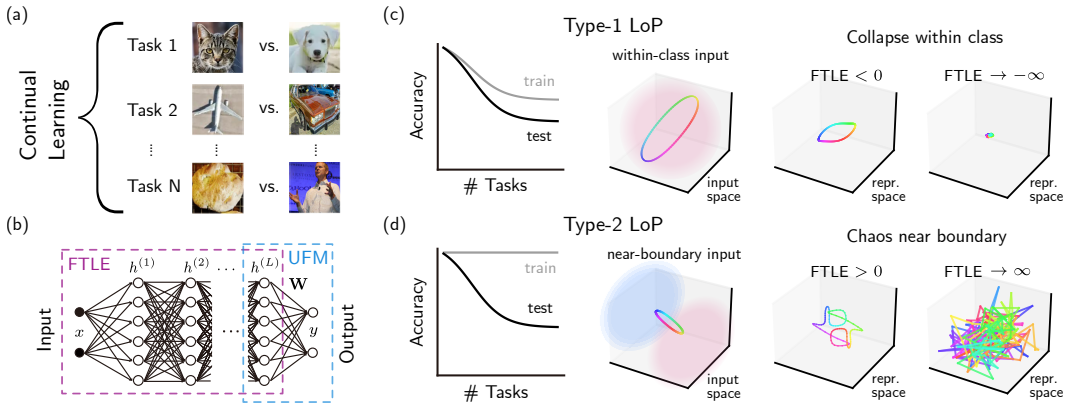 (a)
Continual
Learning
Task 1
vs.
Task 2
vs.
...
...
...
Task N
vs.
(b)
FTLE
h^{(1)}
h^{(2)}
...
h^{(L)}
UFM
W
Input
x
...
y
Output
(c)
Type-1 LoP
Accuracy
train
test
# Tasks
within-class input
input
space
Collapse within class
FTLE < 0
FTLE → −∞
repr.
space
repr.
space
(d)
Type-2 LoP
Accuracy
train
test
# Tasks
near-boundary input
input
space
Chaos near boundary
FTLE > 0
FTLE → ∞
repr.
space
repr.
space